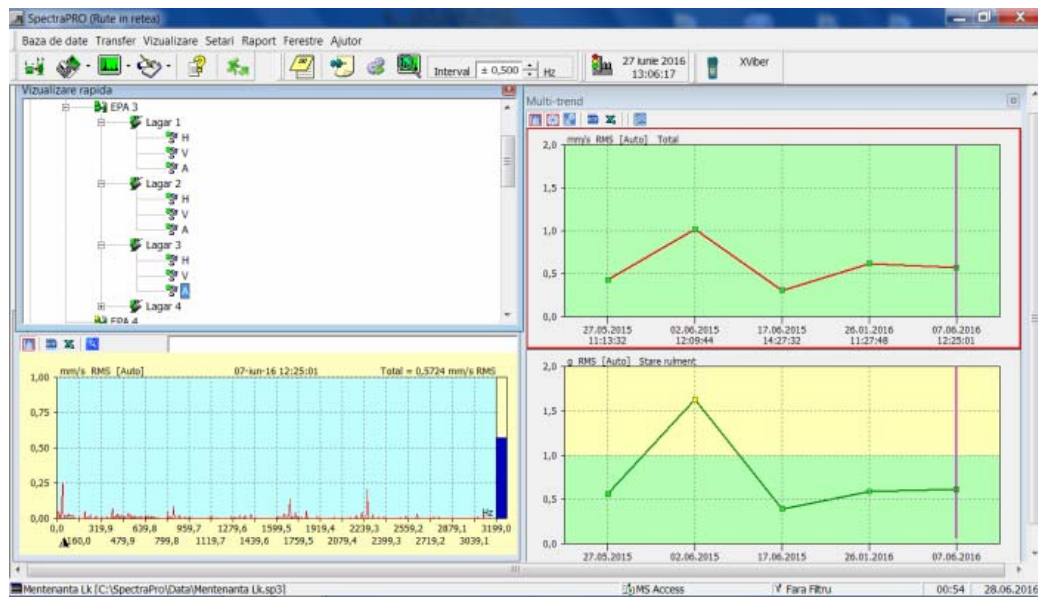 SpectraPRO (Rute in retea)
Baza de date Transfer Vizualizare Setari Raport Ferestre Ajutor
Interval ± 0,500 Hz
27 iunie 2016
13:06:17
XViber
Vizualizare rapida
EPA 3
Lagar 1
H
V
A
Lagar 2
H
V
A
Lagar 3
H
V
A
Lagar 4
EPA 4
Multi-trend
mm/s RMS [Auto] Total
2,0
1,5
1,0
0,5
0,0
27.05.2015 02.06.2015 17.06.2015 26.01.2016 07.06.2016
11:13:32 12:09:44 14:27:32 11:27:48 12:25:01
g RMS [Auto] Stare rulment
2,0
1,5
1,0
0,5
0,0
27.05.2015 02.06.2015 17.06.2015 26.01.2016 07.06.2016
mm/s RMS [Auto] 07-iun-16 12:25:01 Total = 0,5724 mm/s RMS
1,00
0,75
0,50
0,25
0,00
Hz
0,0 319,9 639,8 959,7 1279,6 1599,5 1919,4 2239,3 2559,2 2879,1 3199,0
160,0 479,9 799,8 1119,7 1439,6 1759,5 2079,4 2399,3 2719,2 3039,1
Mentenanta Lk [C:\SpectraPro\Data\Mentenanta Lk.sp3] MS Access Fara Filtru 00:54 28.06.2016